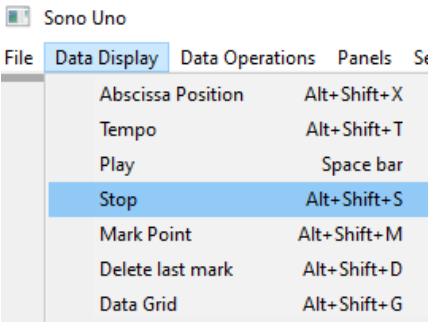 Sono Uno
File Data Display Data Operations Panels Se
Abscissa Position Alt+Shift+X
Tempo Alt+Shift+T
Play Space bar
Stop Alt+Shift+S
Mark Point Alt+Shift+M
Delete last mark Alt+Shift+D
Data Grid Alt+Shift+G